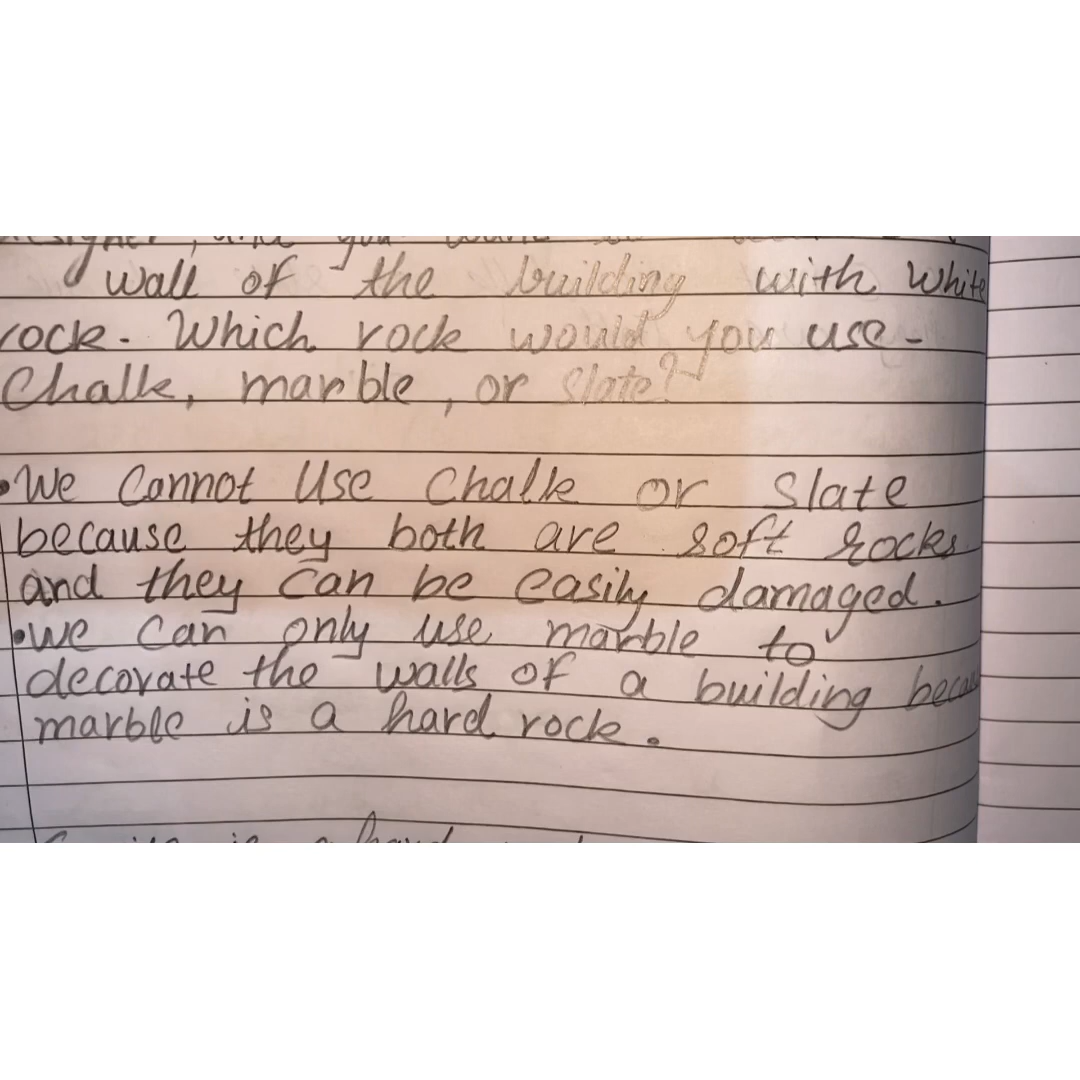 wall of the building with white
rock. Which rock would you use -
Chalk, marble, or slate?
• We Cannot Use Chalk or Slate
because they both are soft rocks
and they can be easily damaged.
• we can only use marble to
decorate the walls of a building
marble is a hard rock.